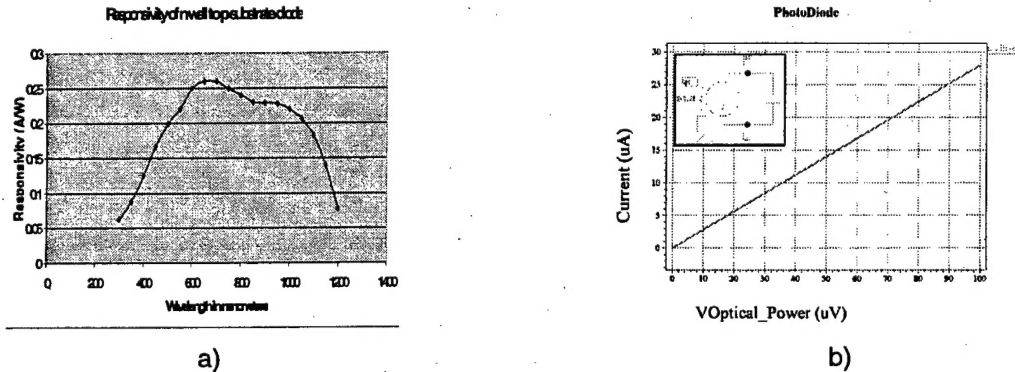 Responsivity of nwell to p substrate diode
Responsivity (A/W)
0.3
0.25
0.2
0.15
0.1
0.05
0
0
200
400
600
800
1000
1200
1400
Wavelength in nanometers
a)
PhotoDiode
Current (uA)
30
25
20
15
10
5
0
0 10 20 30 40 50 60 70 80 90 100
VOptical_Power (uV)
b)